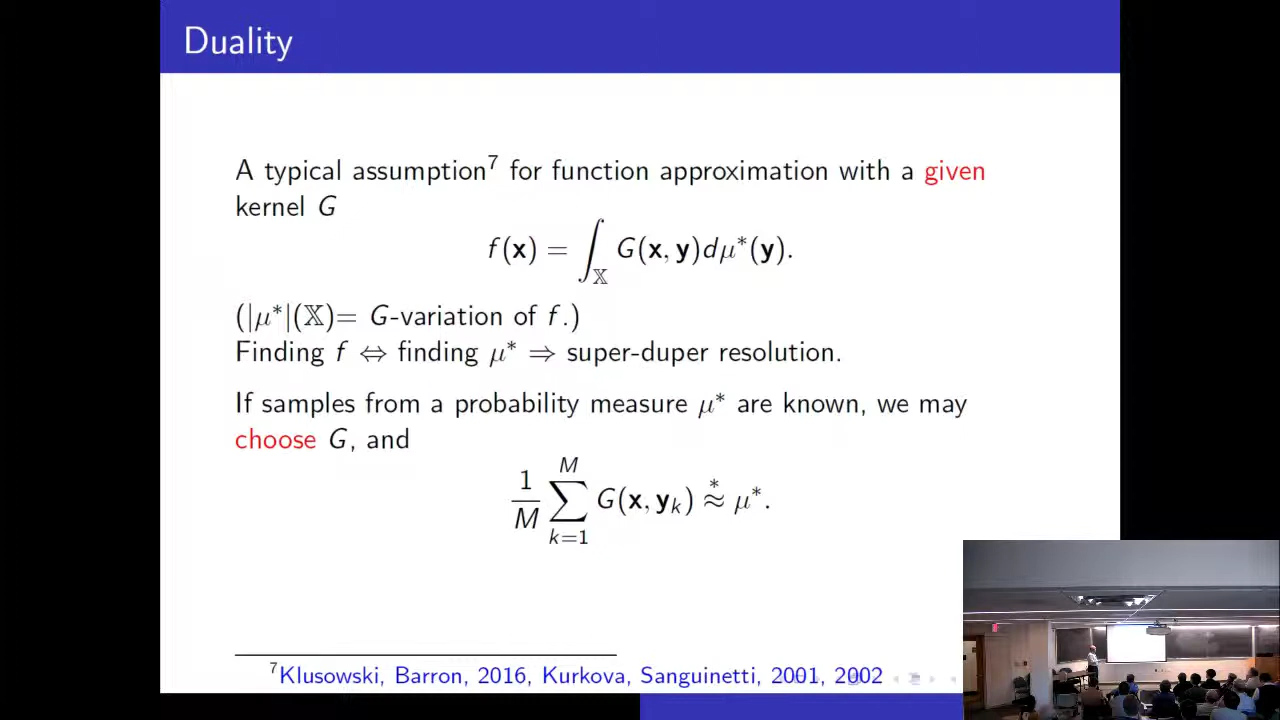 Duality
A typical assumption⁷ for function approximation with a given
kernel G
f(x) = ∫_𝕏 G(x, y)dμ*(y).
(|μ*|(𝕏)= G-variation of f.)
Finding f ⇔ finding μ* ⇒ super-duper resolution.
If samples from a probability measure μ* are known, we may
choose G, and
1/M ∑_{k=1}^{M} G(x, y_k) ≈^* μ*.
⁷Klusowski, Barron, 2016, Kurkova, Sanguinetti, 2001, 2002